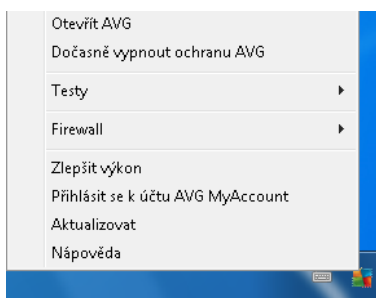 Otevřít AVG
Dočasně vypnout ochranu AVG
Testy
Firewall
Zlepšit výkon
Přihlásit se k účtu AVG MyAccount
Aktualizovat
Nápověda